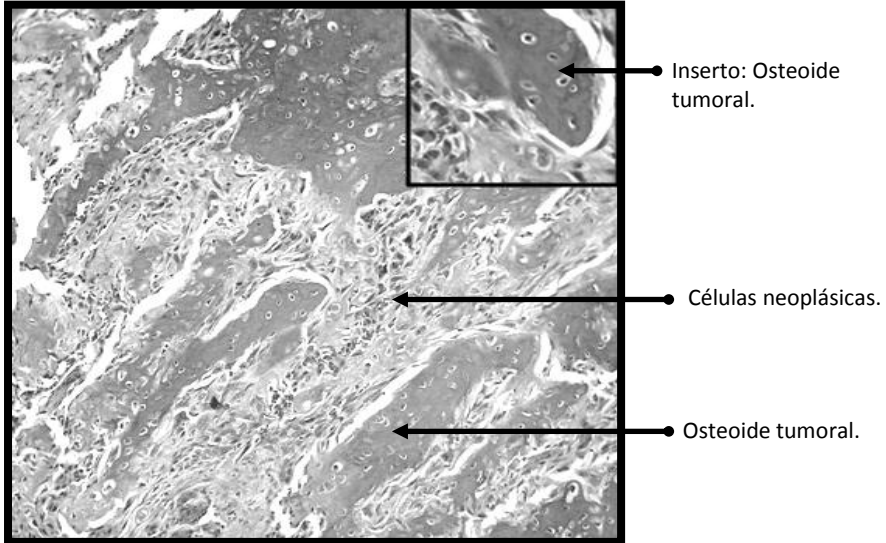 Inserto: Osteoide
tumoral.
Células neoplásicas.
Osteoide tumoral.